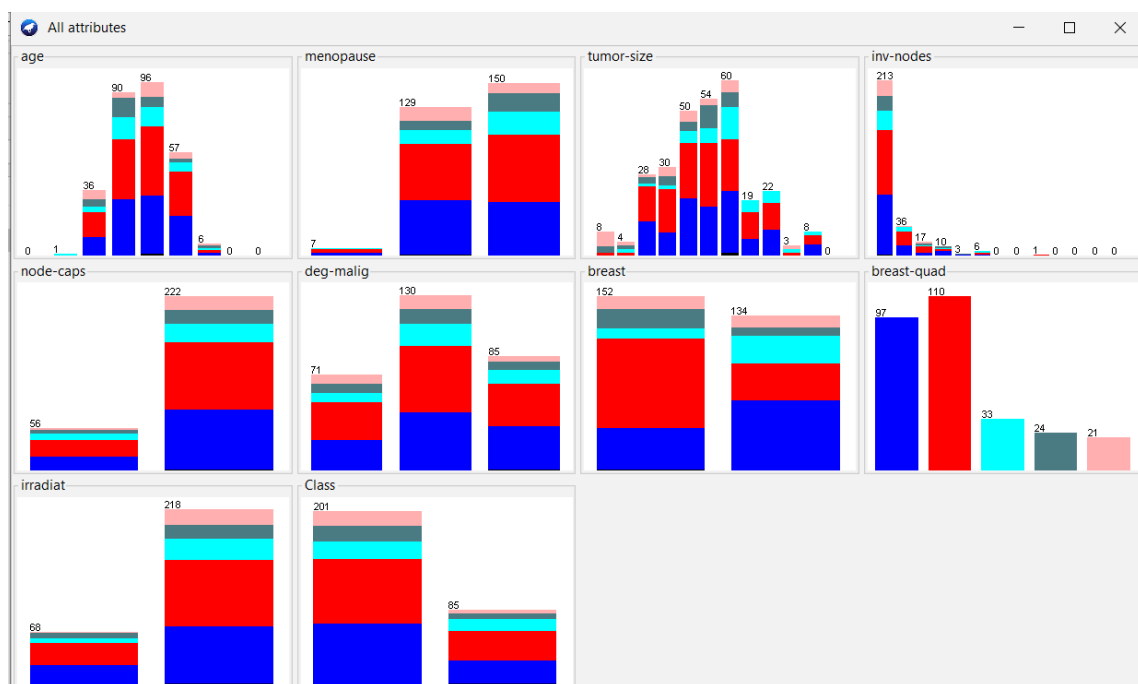 All attributes
age
0 1 36 90 96 57 6 0 0
menopause
7 129 150
tumor-size
8 4 28 30 50 54 60 19 22 3 8 0
inv-nodes
213 36 17 10 3 6 0 0 1 0 0 0 0
node-caps
56 222
deg-malig
71 130 85
breast
152 134
breast-quad
97 110 33 24 21
irradiat
68 218
Class
201 85